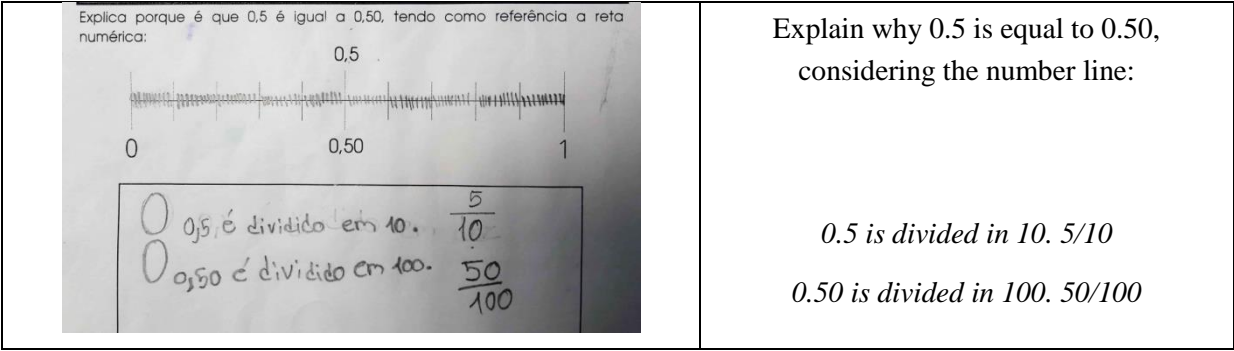 Explica porque é que 0,5 é igual a 0,50, tendo como referência a reta
numérica:
0,5
0
0,50
1
0,5 é dividido em 10.
5
10
0,50 é dividido em 100.
50
100
Explain why 0.5 is equal to 0.50,
considering the number line:
0.5 is divided in 10. 5/10
0.50 is divided in 100. 50/100